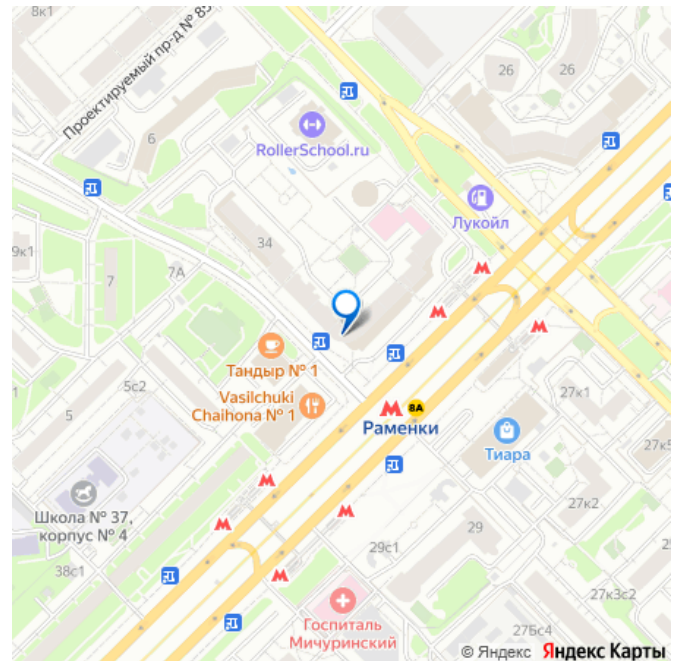 8к1
Проектируемый пр-д № 85
26
26
6
RollerSchool.ru
Лукойл
34
9к1
7А
7
М
М
М
Тандыр № 1
Vasilchuki
Chaihona № 1
5с2
5
М 8А
Раменки
27к1
Тиара
27к5
М
М
М
Школа № 37,
корпус № 4
27к2
29
29с1
38с1
М
27к3с2
Госпиталь
Мичуринский
27Бс4
© Яндекс Яндекс Карты